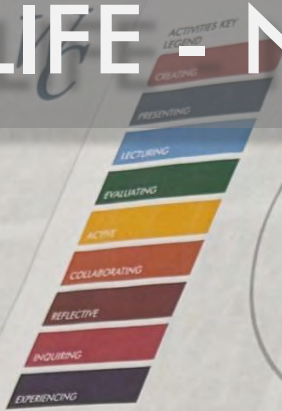 LIFE - N
ACTIVITIES KEY
LEGEND
CREATING
PRESENTING
LECTURING
EVALUATING
ACTIVE
COLLABORATING
REFLECTIVE
INQUIRING
EXPERIENCING